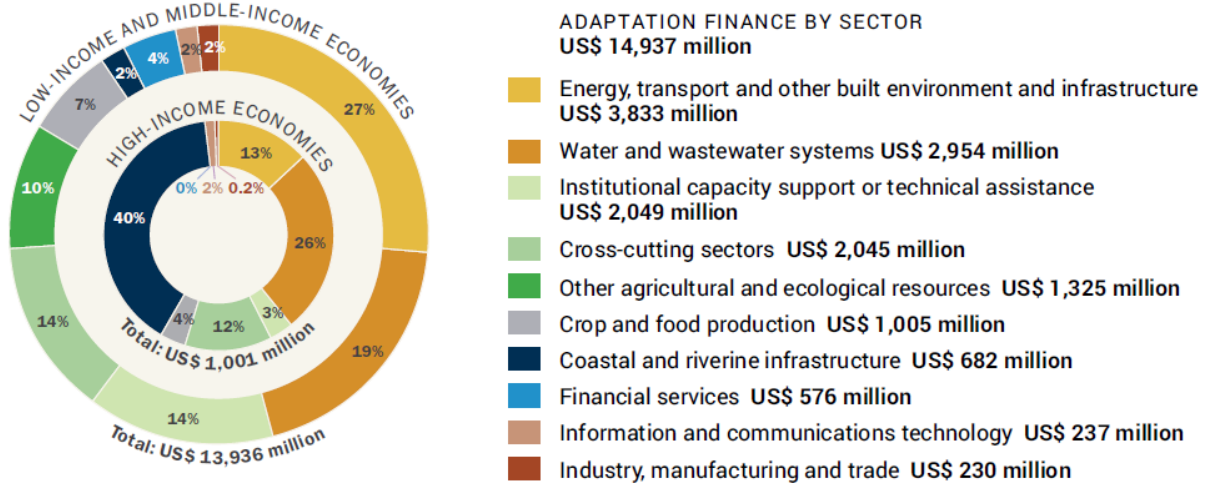 LOW-INCOME AND MIDDLE-INCOME ECONOMIES
2%
4%
2%
2%
7%
27%
10%
14%
14%
19%
Total: US$ 13,936 million
HIGH-INCOME ECONOMIES
13%
0% 2% 0.2%
40%
26%
4%
12%
3%
Total: US$ 1,001 million
ADAPTATION FINANCE BY SECTOR
US$ 14,937 million
Energy, transport and other built environment and infrastructure
US$ 3,833 million
Water and wastewater systems US$ 2,954 million
Institutional capacity support or technical assistance
US$ 2,049 million
Cross-cutting sectors US$ 2,045 million
Other agricultural and ecological resources US$ 1,325 million
Crop and food production US$ 1,005 million
Coastal and riverine infrastructure US$ 682 million
Financial services US$ 576 million
Information and communications technology US$ 237 million
Industry, manufacturing and trade US$ 230 million